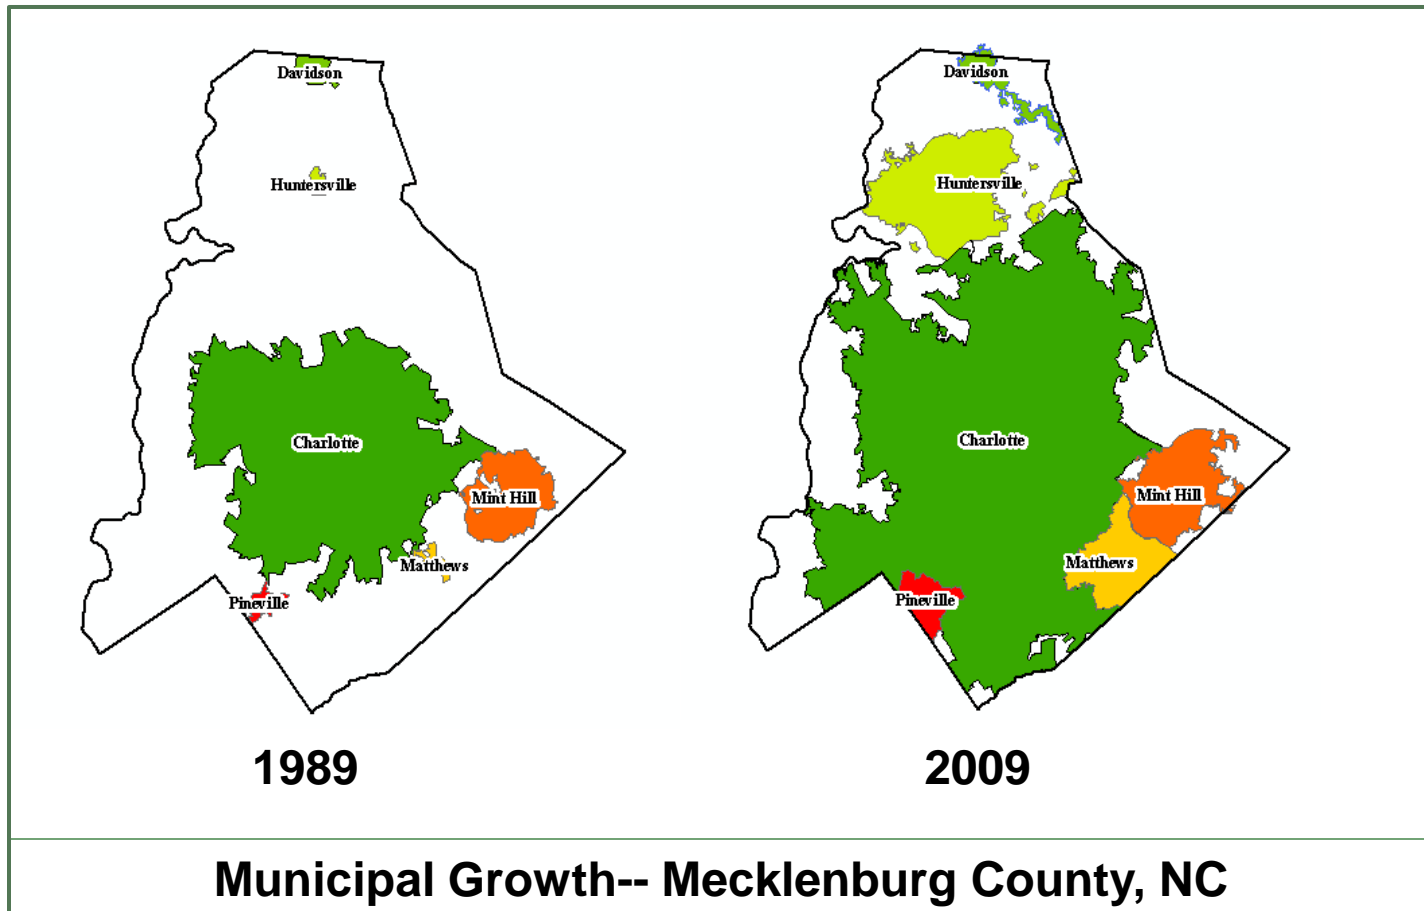 Davidson
Huntersville
Charlotte
Mint Hill
Matthews
Pineville
1989
Davidson
Huntersville
Charlotte
Mint Hill
Matthews
Pineville
2009
Municipal Growth-- Mecklenburg County, NC